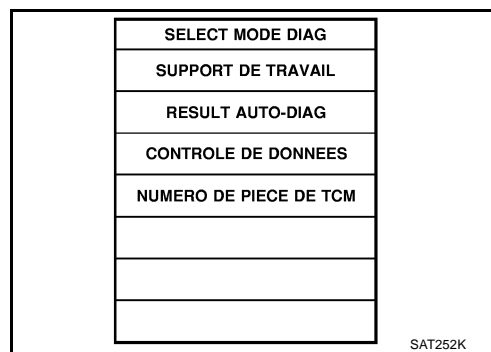 SELECT MODE DIAG
SUPPORT DE TRAVAIL
RESULT AUTO-DIAG
CONTROLE DE DONNEES
NUMERO DE PIECE DE TCM
SAT252K